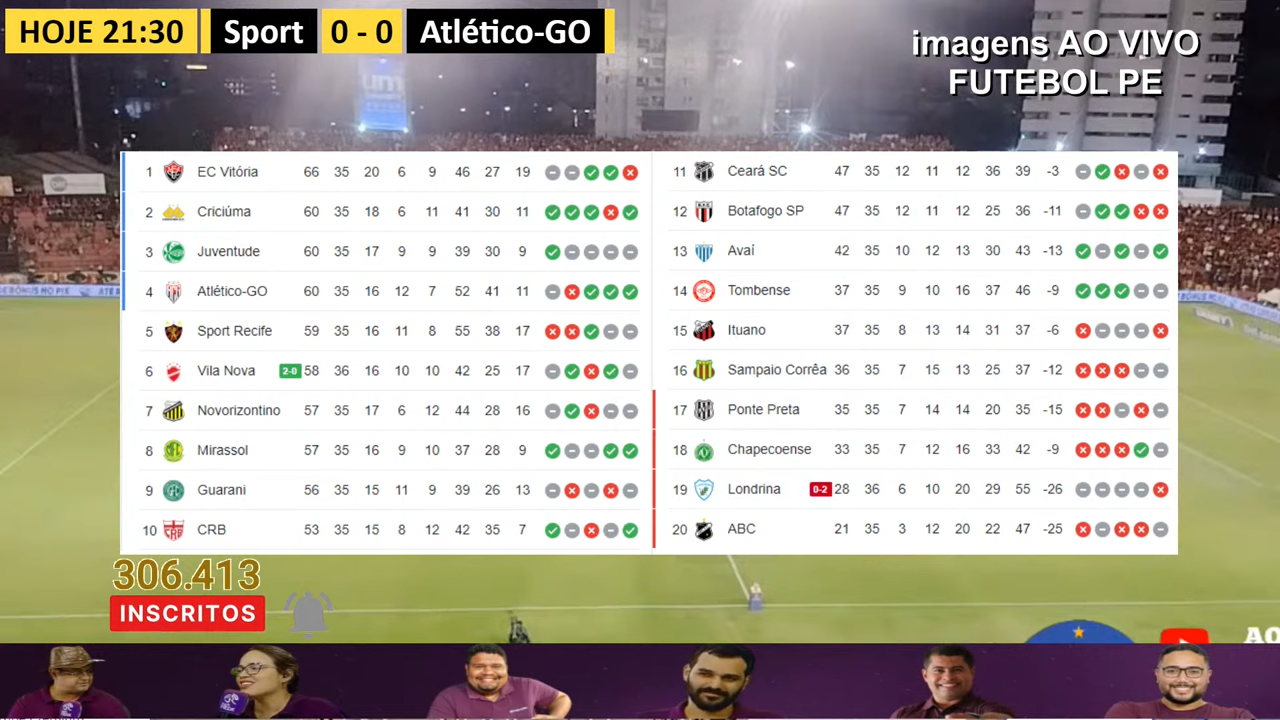 HOJE 21:30 Sport 0 - 0 Atlético-GO
imagens AO VIVO
FUTEBOL PE
1 EC Vitória 66 35 20 6 9 46 27 19
2 Criciúma 60 35 18 6 11 41 30 11
3 Juventude 60 35 17 9 9 39 30 9
4 Atlético-GO 60 35 16 12 7 52 41 11
5 Sport Recife 59 35 16 11 8 55 38 17
6 Vila Nova 2-0 58 36 16 10 10 42 25 17
7 Novorizontino 57 35 17 6 12 44 28 16
8 Mirassol 57 35 16 9 10 37 28 9
9 Guarani 56 35 15 11 9 39 26 13
10 CRB 53 35 15 8 12 42 35 7
11 Ceará SC 47 35 12 11 12 36 39 -3
12 Botafogo SP 47 35 12 11 12 25 36 -11
13 Avaí 42 35 10 12 13 30 43 -13
14 Tombense 37 35 9 10 16 37 46 -9
15 Ituano 37 35 8 13 14 31 37 -6
16 Sampaio Corrêa 36 35 7 15 13 25 37 -12
17 Ponte Preta 35 35 7 14 14 20 35 -15
18 Chapecoense 33 35 7 12 16 33 42 -9
19 Londrina 0-2 28 36 6 10 20 29 55 -26
20 ABC 21 35 3 12 20 22 47 -25
306.413
INSCRITOS
AO